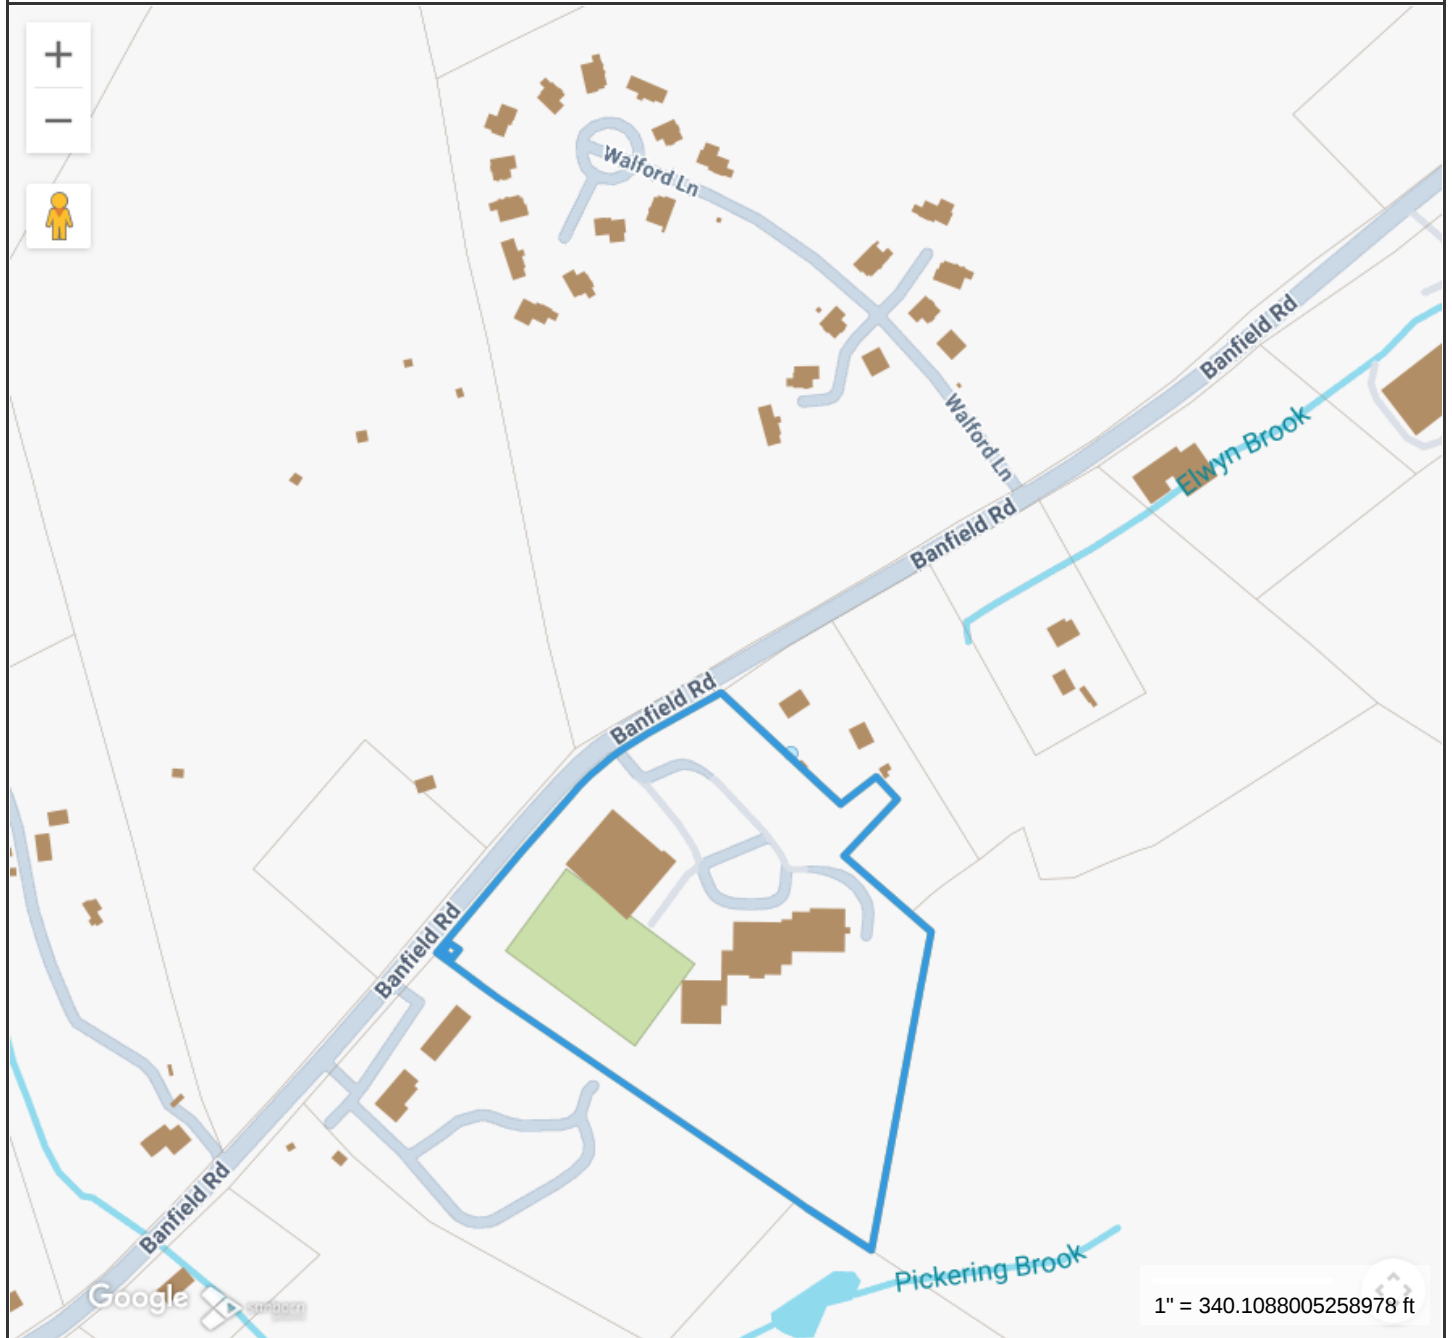 +
−
Walford Ln
Banfield Rd
Walford Ln
Elwyn Brook
Banfield Rd
Banfield Rd
Banfield Rd
Banfield Rd
Pickering Brook
Google
sanborn
1" = 340.1088005258978 ft